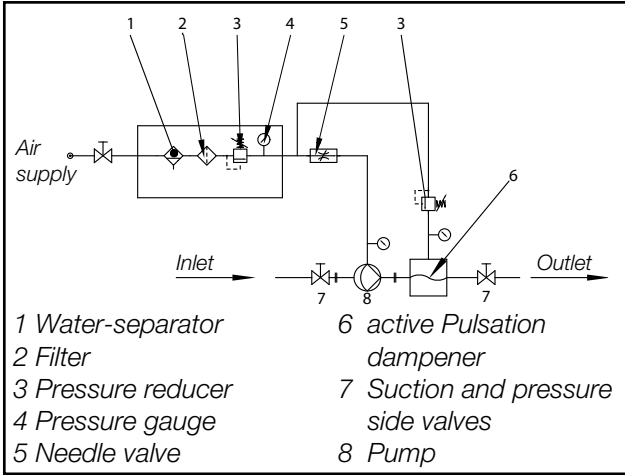 1 2 3 4 5 3
Air
supply
6
Inlet
Outlet
7 8 7
1 Water-separator
2 Filter
3 Pressure reducer
4 Pressure gauge
5 Needle valve
6 active Pulsation
dampener
7 Suction and pressure
side valves
8 Pump